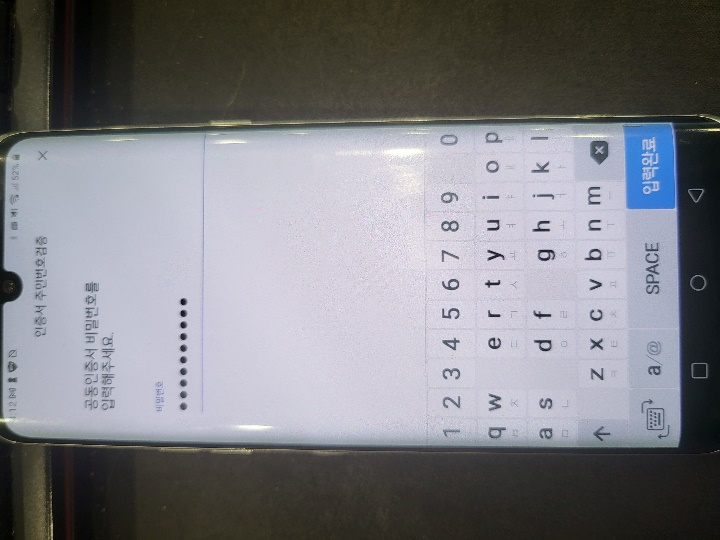 52%
인증서 주민번호검증
공동인증서 비밀번호를
입력해주세요.
비밀번호
1 2 3 4 5 6 7 8 9 0
q w e r t y u i o p
a s d f g h j k l
z x c v b n m
a/@ SPACE 입력완료